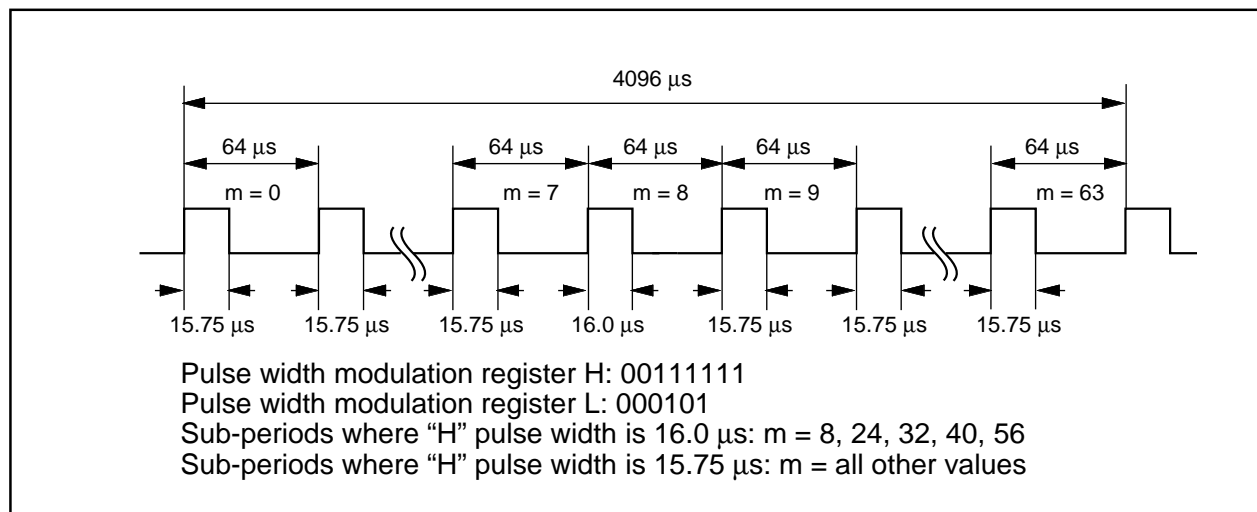 4096 μs
64 μs 64 μs 64 μs 64 μs 64 μs
m = 0 m = 7 m = 8 m = 9 m = 63
15.75 μs 15.75 μs 15.75 μs 16.0 μs 15.75 μs 15.75 μs 15.75 μs
Pulse width modulation register H: 00111111
Pulse width modulation register L: 000101
Sub-periods where “H” pulse width is 16.0 μs: m = 8, 24, 32, 40, 56
Sub-periods where “H” pulse width is 15.75 μs: m = all other values